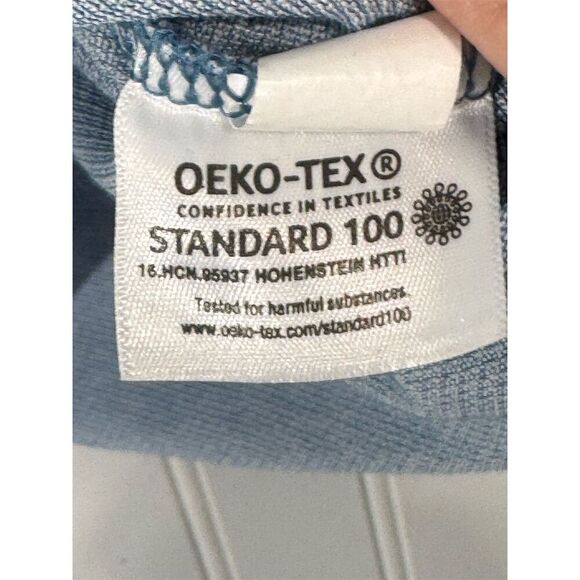 OEKO-TEX®
CONFIDENCE IN TEXTILES
STANDARD 100
16.HCN.95937 HOHENSTEIN HTTI
Tested for harmful substances.
www.oeko-tex.com/standard100